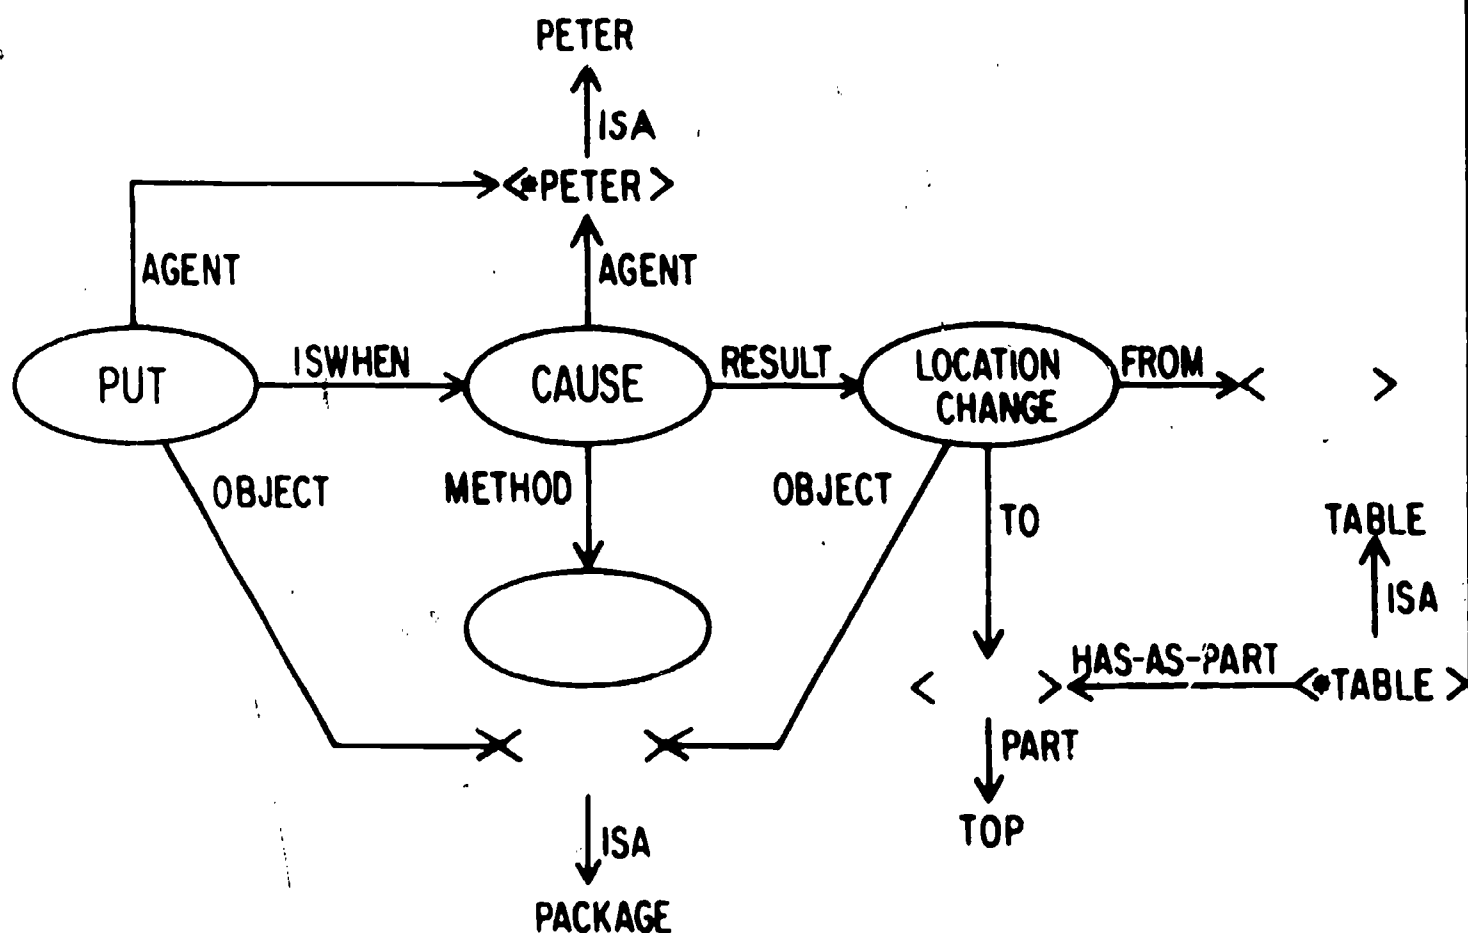 PETER
ISA
<*PETER>
AGENT
AGENT
PUT
ISWHEN
CAUSE
RESULT
LOCATION
CHANGE
FROM
< >
OBJECT
METHOD
OBJECT
TO
TABLE
ISA
HAS-AS-PART
< >
<*TABLE>
< >
PART
TOP
ISA
PACKAGE